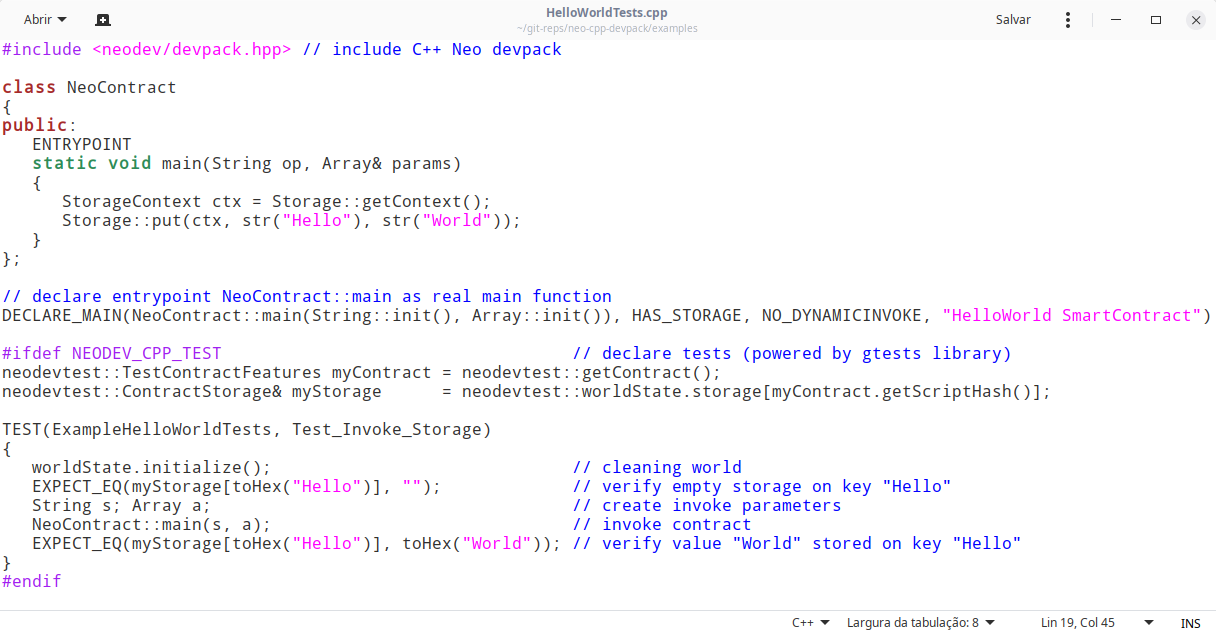 Abrir
HelloWorldTests.cpp
~/git-reps/neo-cpp-devpack/examples
Salvar
#include <neodev/devpack.hpp> // include C++ Neo devpack
class NeoContract
{
public:
ENTRYPOINT
static void main(String op, Array& params)
{
StorageContext ctx = Storage::getContext();
Storage::put(ctx, str("Hello"), str("World"));
}
};
// declare entrypoint NeoContract::main as real main function
DECLARE_MAIN(NeoContract::main(String::init(), Array::init()), HAS_STORAGE, NO_DYNAMICINVOKE, "HelloWorld SmartContract")
#ifdef NEODEV_CPP_TEST // declare tests (powered by gtests library)
neodevtest::TestContractFeatures myContract = neodevtest::getContract();
neodevtest::ContractStorage& myStorage = neodevtest::worldState.storage[myContract.getScriptHash()];
TEST(ExampleHelloWorldTests, Test_Invoke_Storage)
{
worldState.initialize(); // cleaning world
EXPECT_EQ(myStorage[toHex("Hello")], ""); // verify empty storage on key "Hello"
String s; Array a; // create invoke parameters
NeoContract::main(s, a); // invoke contract
EXPECT_EQ(myStorage[toHex("Hello")], toHex("World")); // verify value "World" stored on key "Hello"
}
#endif
C++ Largura da tabulação: 8 Lin 19, Col 45 INS